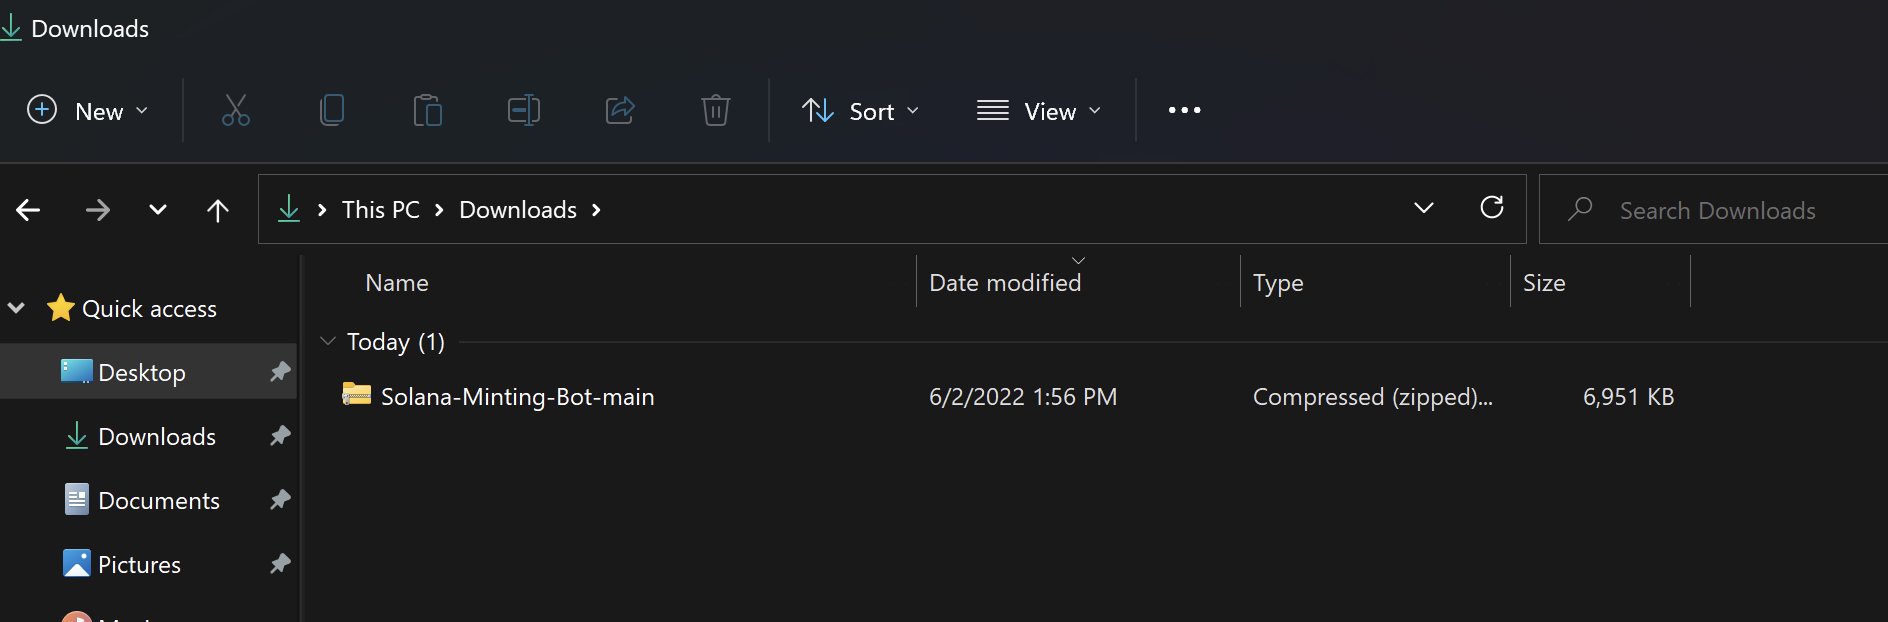 Downloads
New
Sort
View
This PC
Downloads
Search Downloads
Name
Date modified
Type
Size
Quick access
Today (1)
Desktop
Solana-Minting-Bot-main
6/2/2022 1:56 PM
Compressed (zipped)...
6,951 KB
Downloads
Documents
Pictures